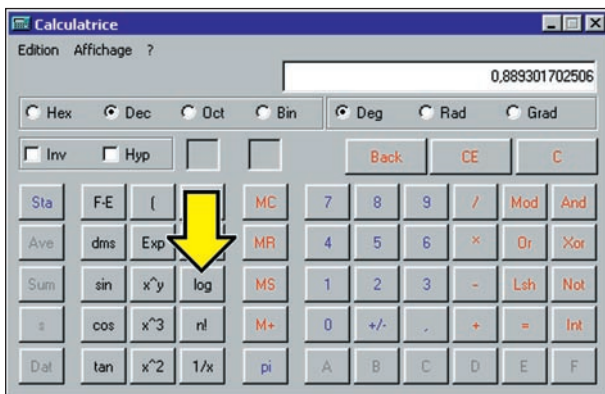 Calculatrice
Edition Affichage ?
0,889301702506
Hex Dec Oct Bin Deg Rad Grad
Inv Hyp Back CE C
Sta F-E ( MC 7 8 9 / Mod And
Ave dms Exp MR 4 5 6 * Or Xor
Sum sin x^y log MS 1 2 3 - Lsh Not
s cos x^3 n! M+ 0 +/- , + = Int
Dat tan x^2 1/x pi A B C D E F